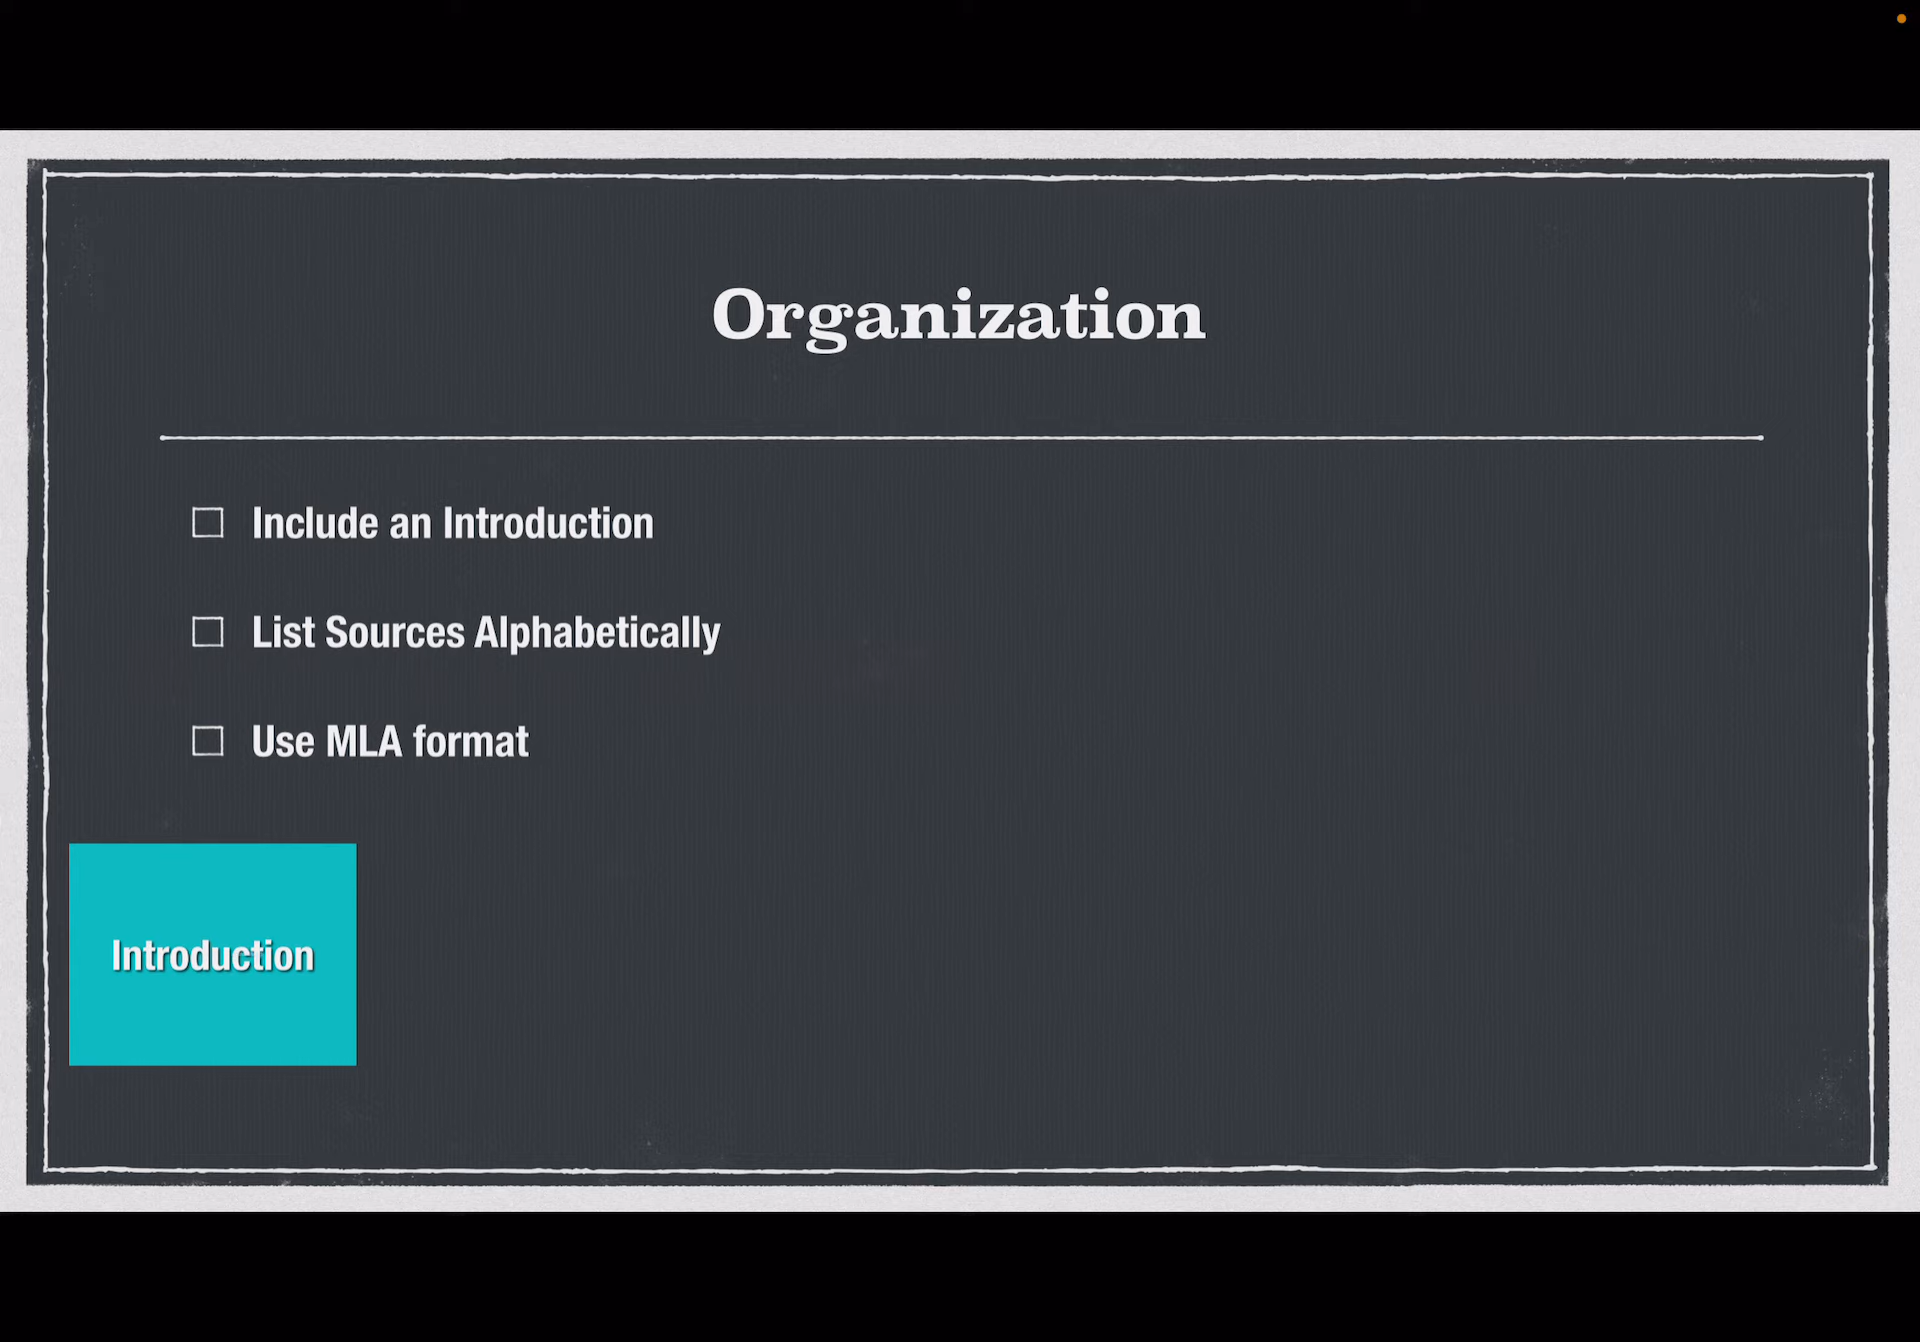 Organization
Include an Introduction
List Sources Alphabetically
Use MLA format
Introduction